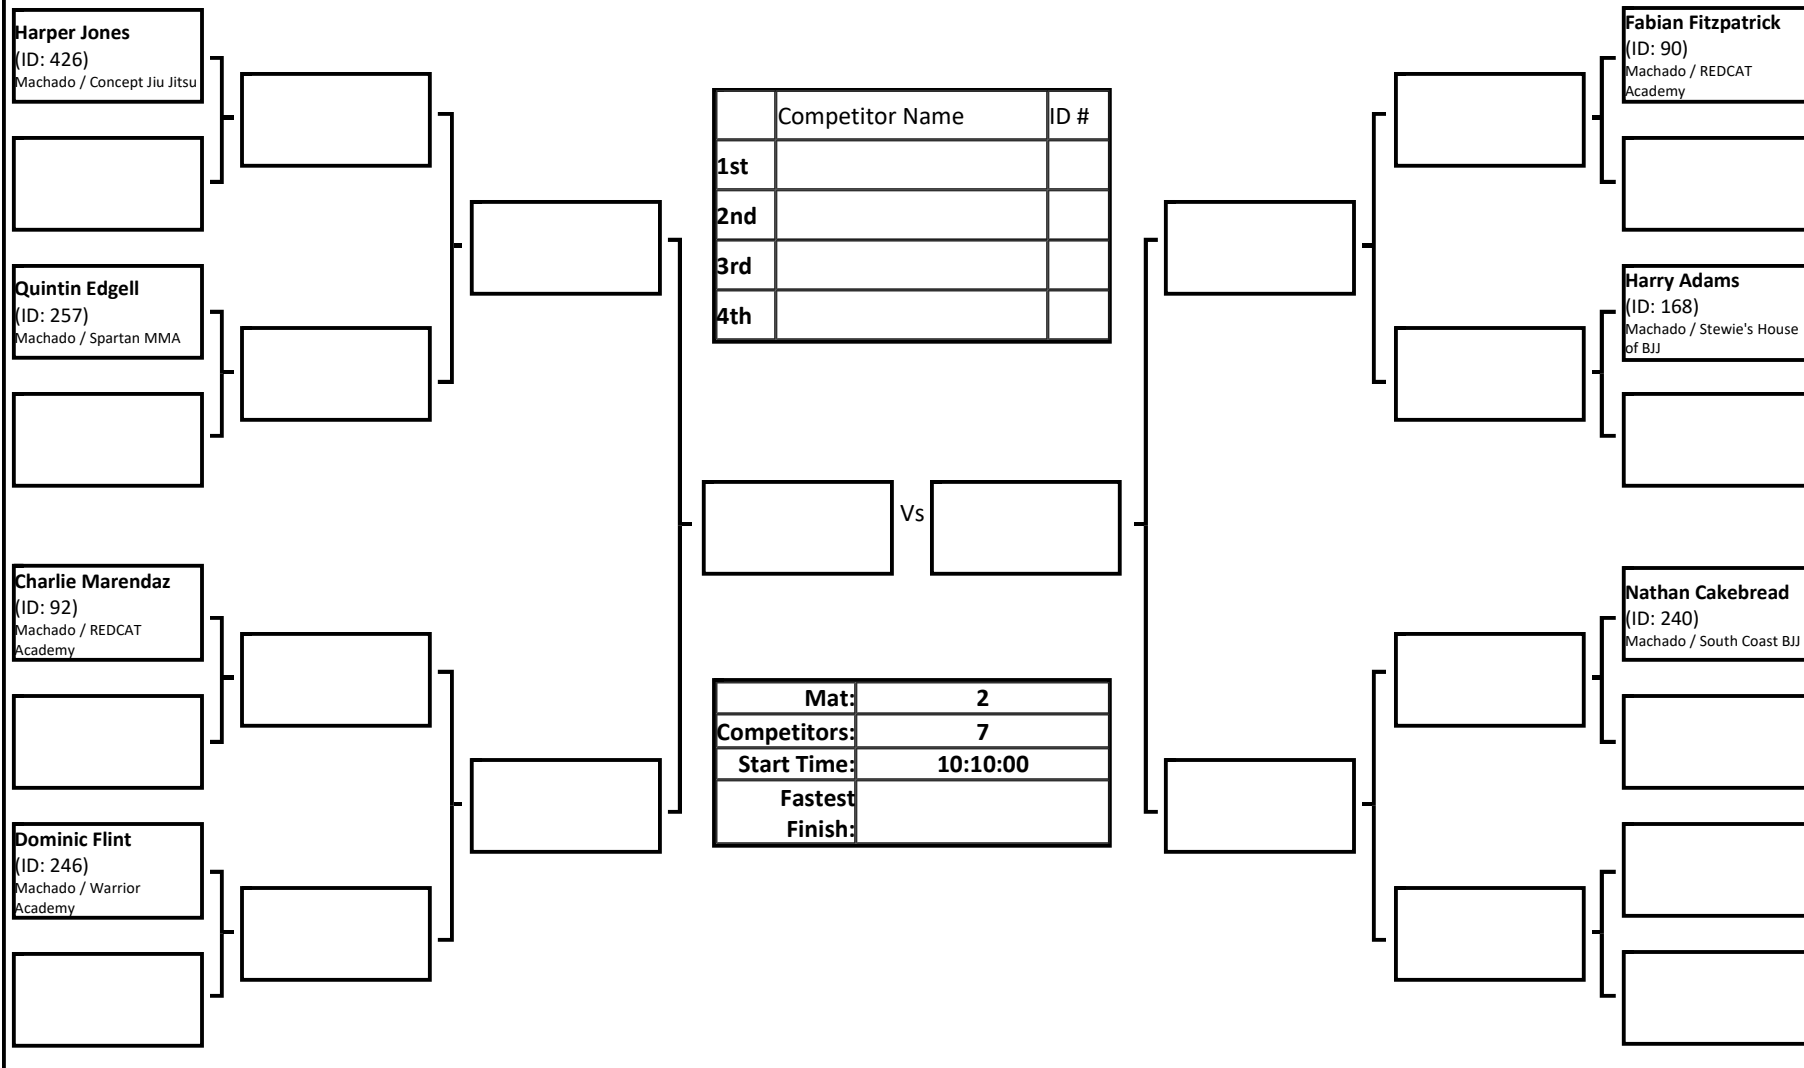 Harper Jones
(ID: 426)
Machado / Concept Jiu Jitsu
Quintin Edgell
(ID: 257)
Machado / Spartan MMA
Charlie Marendaz
(ID: 92)
Machado / REDCAT
Academy
Dominic Flint
(ID: 246)
Machado / Warrior
Academy
Competitor Name ID #
1st
2nd
3rd
4th
Vs
Mat: 2
Competitors: 7
Start Time: 10:10:00
Fastest
Finish:
Fabian Fitzpatrick
(ID: 90)
Machado / REDCAT
Academy
Harry Adams
(ID: 168)
Machado / Stewie's House
of BJJ
Nathan Cakebread
(ID: 240)
Machado / South Coast BJJ